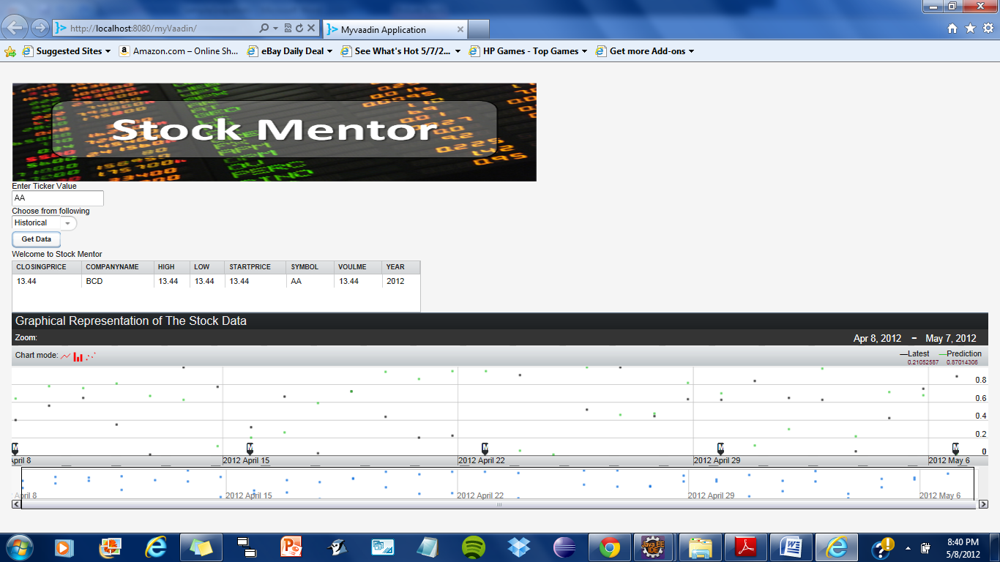 http://localhost:8080/myVaadin/
Myvaadin Application
Suggested Sites
Amazon.com – Online Sh...
eBay Daily Deal
See What's Hot 5/7/2...
HP Games - Top Games
Get more Add-ons
Stock Mentor
Enter Ticker Value
AA
Choose from following
Historical
Get Data
Welcome to Stock Mentor
CLOSINGPRICE COMPANYNAME HIGH LOW STARTPRICE SYMBOL VOULME YEAR
13.44 BCD 13.44 13.44 13.44 AA 13.44 2012
Graphical Representation of The Stock Data
Zoom:
Apr 8, 2012 – May 7, 2012
Chart mode:
Latest Prediction
0.21052587 0.87014306
0.8
0.6
0.4
0.2
0
M M M M M
April 8 2012 April 15 2012 April 22 2012 April 29 2012 May 6
April 8 2012 April 15 2012 April 22 2012 April 29 2012 May 6
Java EE
IDE
8:40 PM
5/8/2012